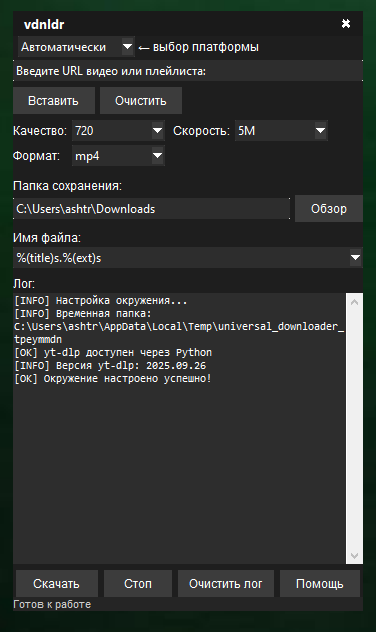 vdnldr
Автоматически ← выбор платформы
Введите URL видео или плейлиста:
Вставить Очистить
Качество: 720 Скорость: 5M
Формат: mp4
Папка сохранения:
C:\Users\ashtr\Downloads Обзор
Имя файла:
%(title)s.%(ext)s
Лог:
[INFO] Настройка окружения...
[INFO] Временная папка:
C:\Users\ashtr\AppData\Local\Temp\universal_downloader_
tpeymmdn
[OK] yt-dlp доступен через Python
[INFO] Версия yt-dlp: 2025.09.26
[OK] Окружение настроено успешно!
Скачать Стоп Очистить лог Помощь
Готов к работе